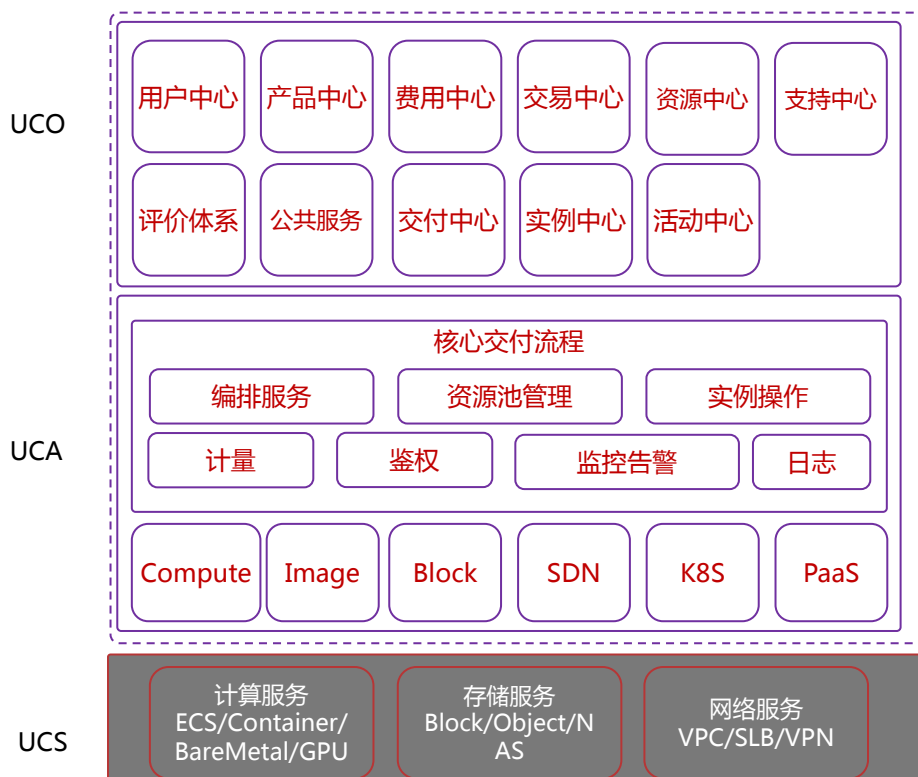 UCO
用户中心
产品中心
费用中心
交易中心
资源中心
支持中心
评价体系
公共服务
交付中心
实例中心
活动中心
UCA
核心交付流程
编排服务
资源池管理
实例操作
计量
鉴权
监控告警
日志
Compute
Image
Block
SDN
K8S
PaaS
UCS
计算服务
ECS/Container/
BareMetal/GPU
存储服务
Block/Object/N
AS
网络服务
VPC/SLB/VPN